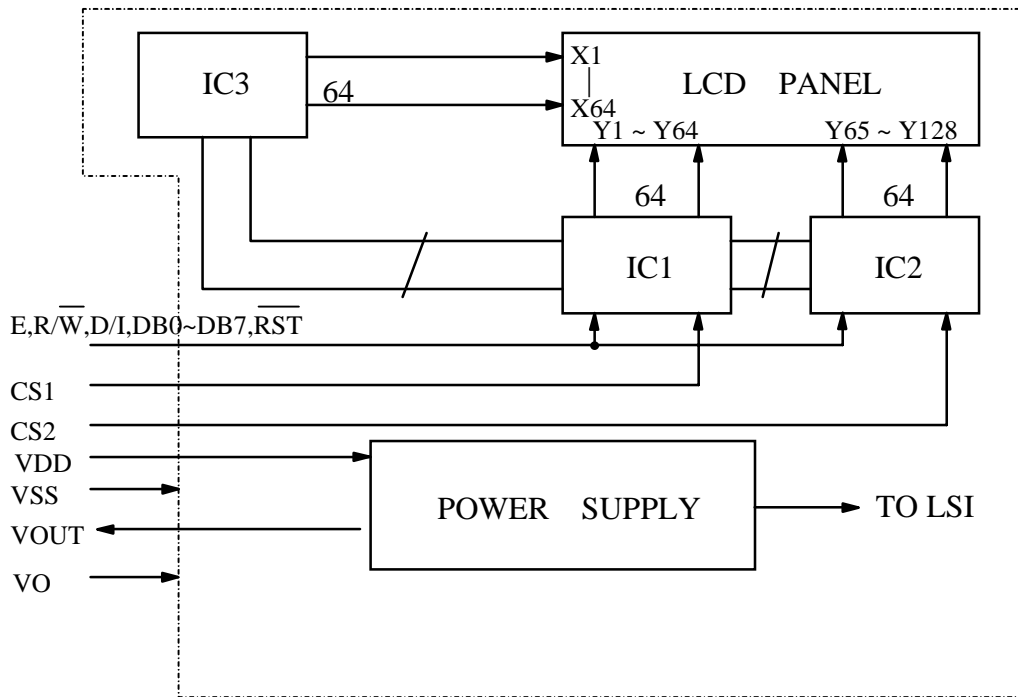 IC3
64
X1
X64
LCD PANEL
Y1 ~ Y64
Y65 ~ Y128
64
64
IC1
IC2
E,R/W̅,D/I,DB0~DB7,R̅S̅T̅
CS1
CS2
VDD
VSS
VOUT
VO
POWER SUPPLY
TO LSI